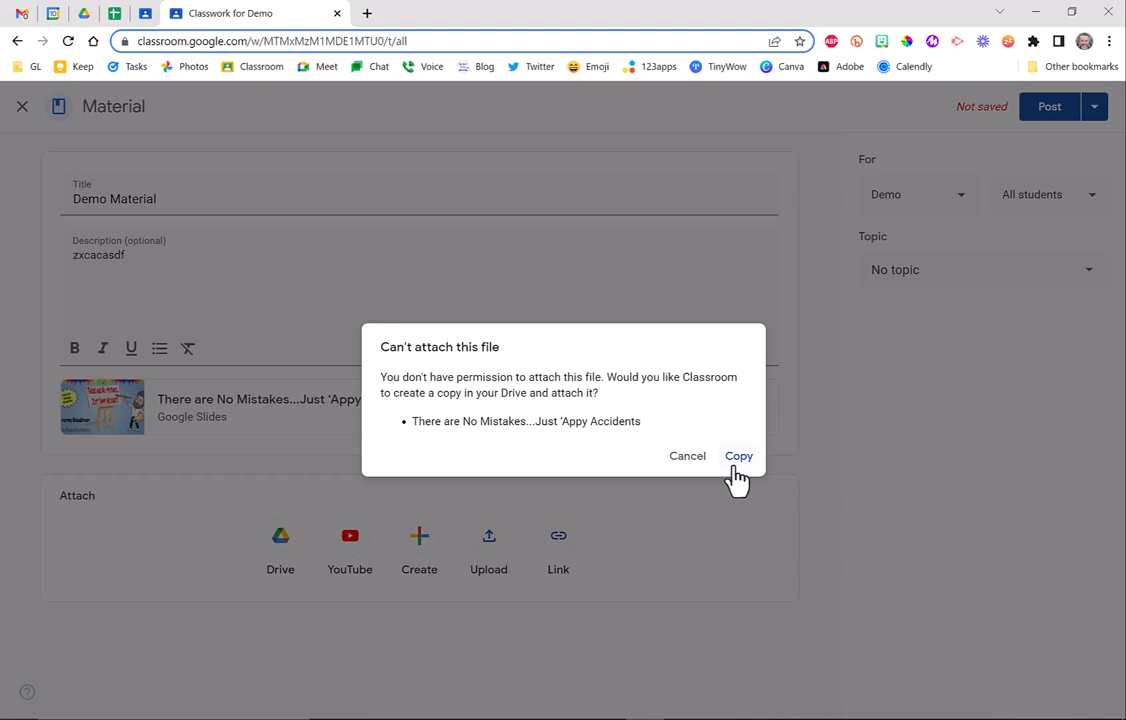 Classwork for Demo
classroom.google.com/w/MTMxMzM1MDE1MTU0/t/all
GL Keep Tasks Photos Classroom Meet Chat Voice Blog Twitter Emoji 123apps TinyWow Canva Adobe Calendly Other bookmarks
Material Not saved Post
Title
Demo Material
Description (optional)
zxcacasdf
B I U
For
Demo All students
Topic
No topic
There are No Mistakes...Just ‘Appy
Google Slides
Can't attach this file
You don't have permission to attach this file. Would you like Classroom
to create a copy in your Drive and attach it?
• There are No Mistakes...Just ‘Appy Accidents
Cancel Copy
Attach
Drive YouTube Create Upload Link